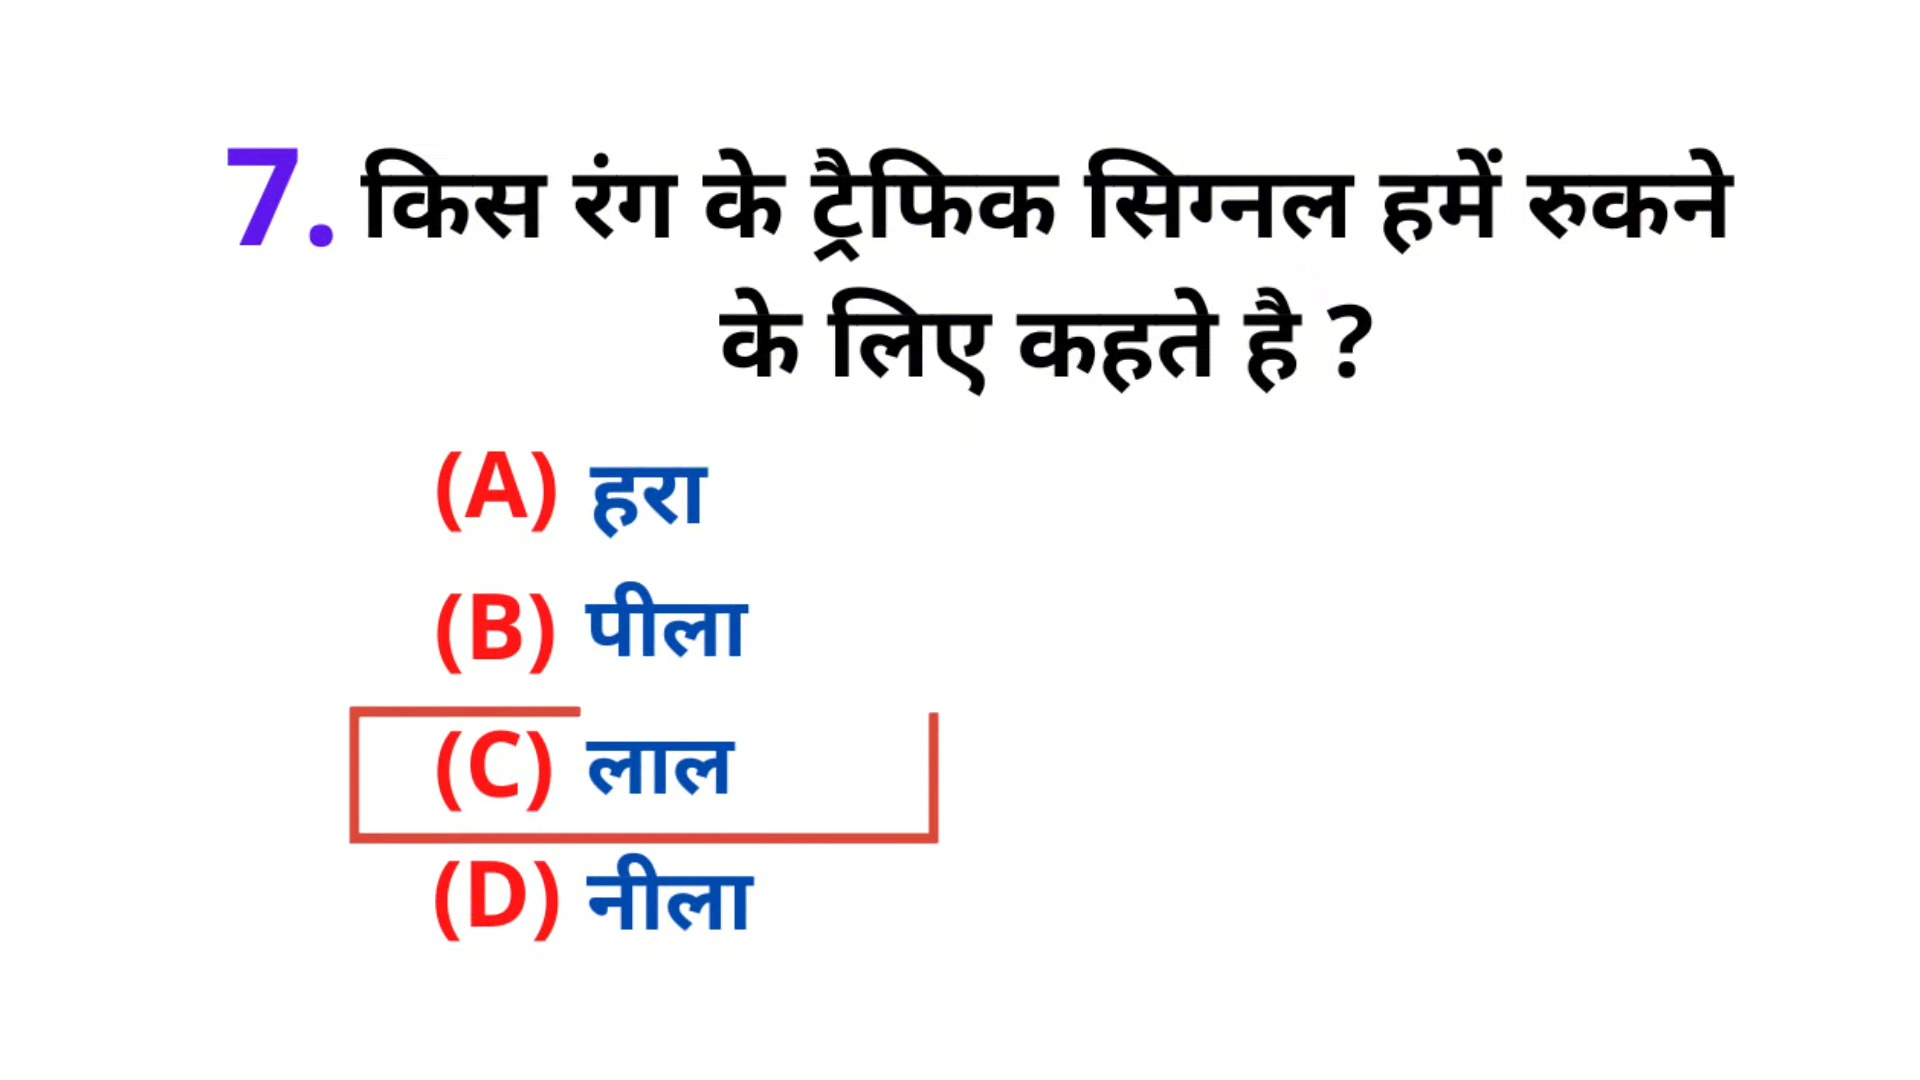 7. किस रंग के ट्रैफिक सिग्नल हमें रुकने
के लिए कहते है ?
(A) हरा
(B) पीला
(C) लाल
(D) नीला